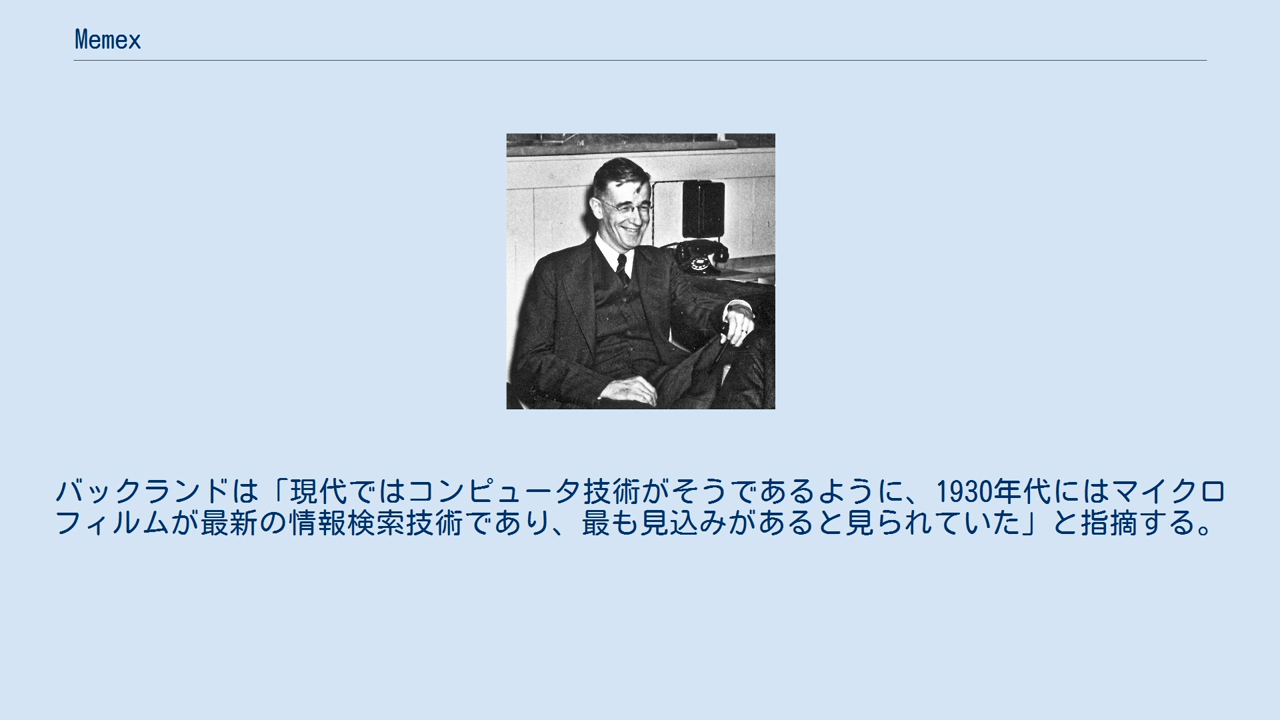 Memex
バックランドは「現代ではコンピュータ技術がそうであるように、1930年代にはマイクロ
フィルムが最新の情報検索技術であり、最も見込みがあると見られていた」と指摘する。